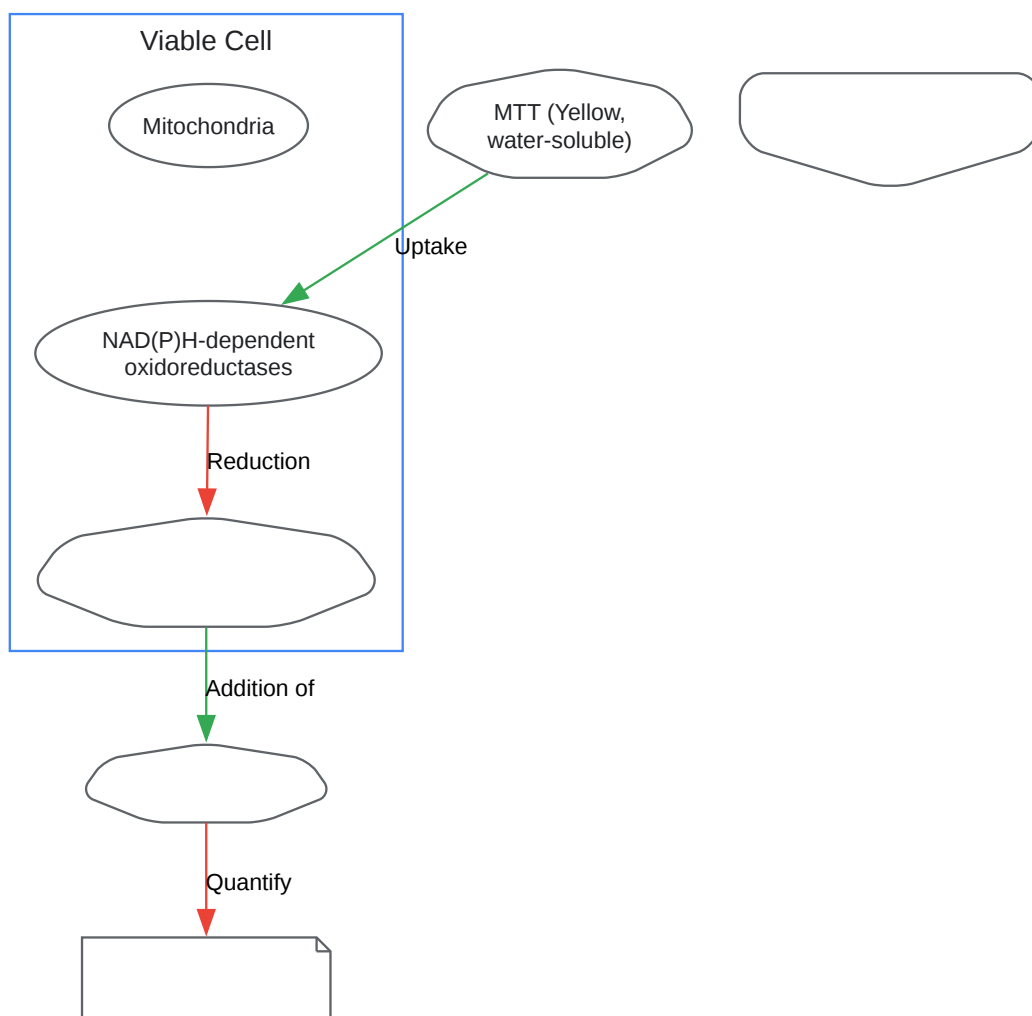 Viable Cell
Mitochondria
MTT (Yellow,
water-soluble)
Uptake
NAD(P)H-dependent
oxidoreductases
Reduction
Addition of
Quantify